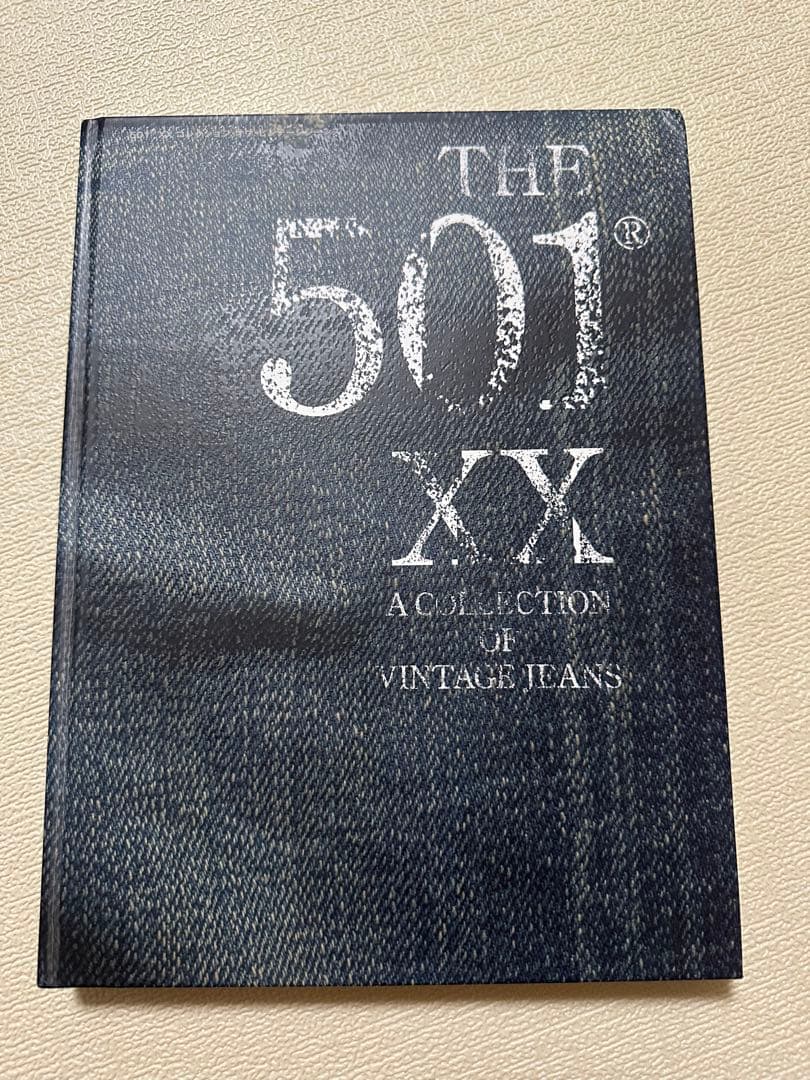 THE
501®
XX
A COLLECTION
OF
VINTAGE JEANS